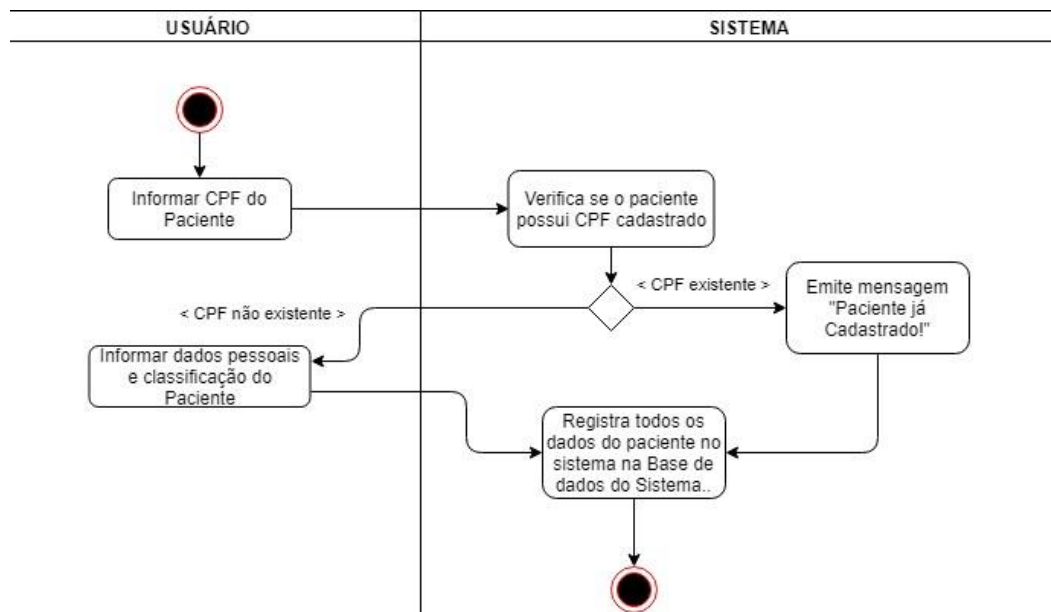 USUÁRIO
SISTEMA
Informar CPF do
Paciente
Verifica se o paciente
possui CPF cadastrado
< CPF existente >
Emite mensagem
"Paciente já
Cadastrado!"
< CPF não existente >
Informar dados pessoais
e classificação do
Paciente
Registra todos os
dados do paciente no
sistema na Base de
dados do Sistema..